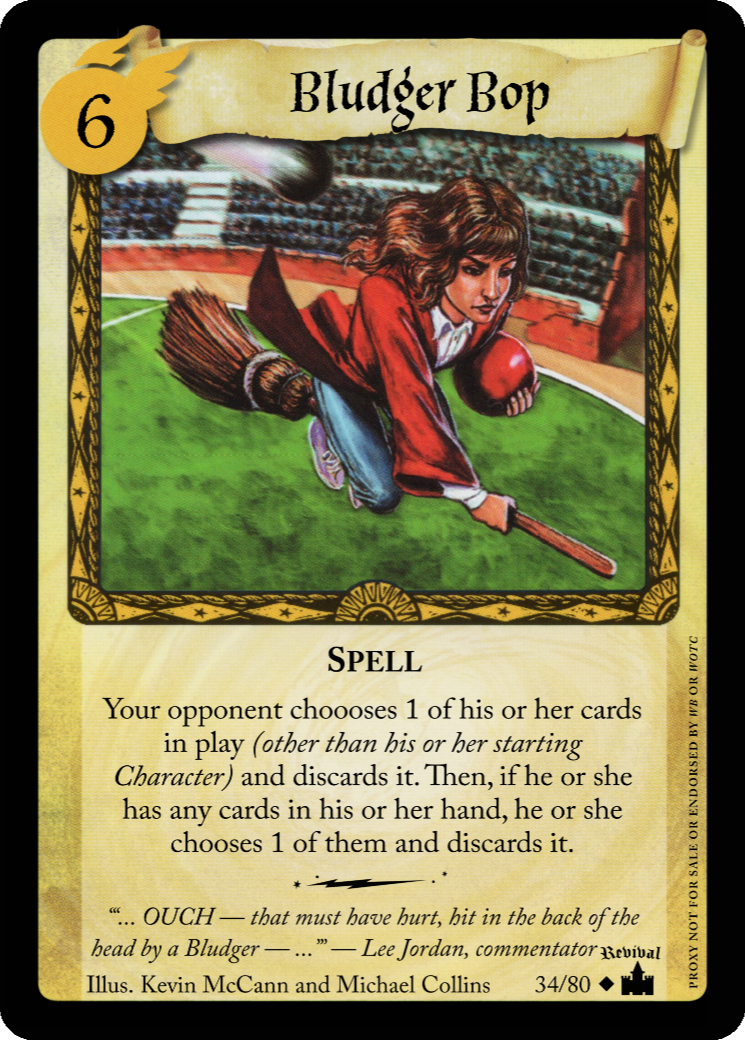 6
Bludger Bop
SPELL
Your opponent choooses 1 of his or her cards
in play (other than his or her starting
Character) and discards it. Then, if he or she
has any cards in his or her hand, he or she
chooses 1 of them and discards it.
“‘... OUCH — that must have hurt, hit in the back of the
head by a Bludger — ...’” — Lee Jordan, commentator
Revival
Illus. Kevin McCann and Michael Collins 34/80
PROXY NOT FOR SALE OR ENDORSED BY WB OR WOTC